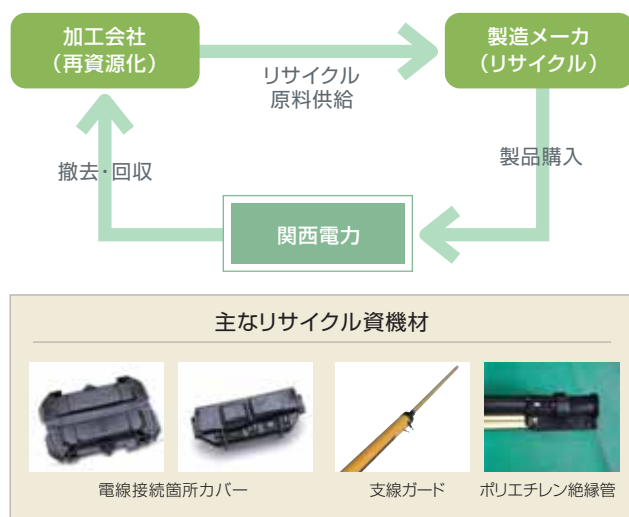 加工会社
（再資源化）
リサイクル
原料供給
製造メーカ
（リサイクル）
撤去・回収
製品購入
関西電力
主なリサイクル資機材
電線接続箇所カバー
支線ガード
ポリエチレン絶縁管